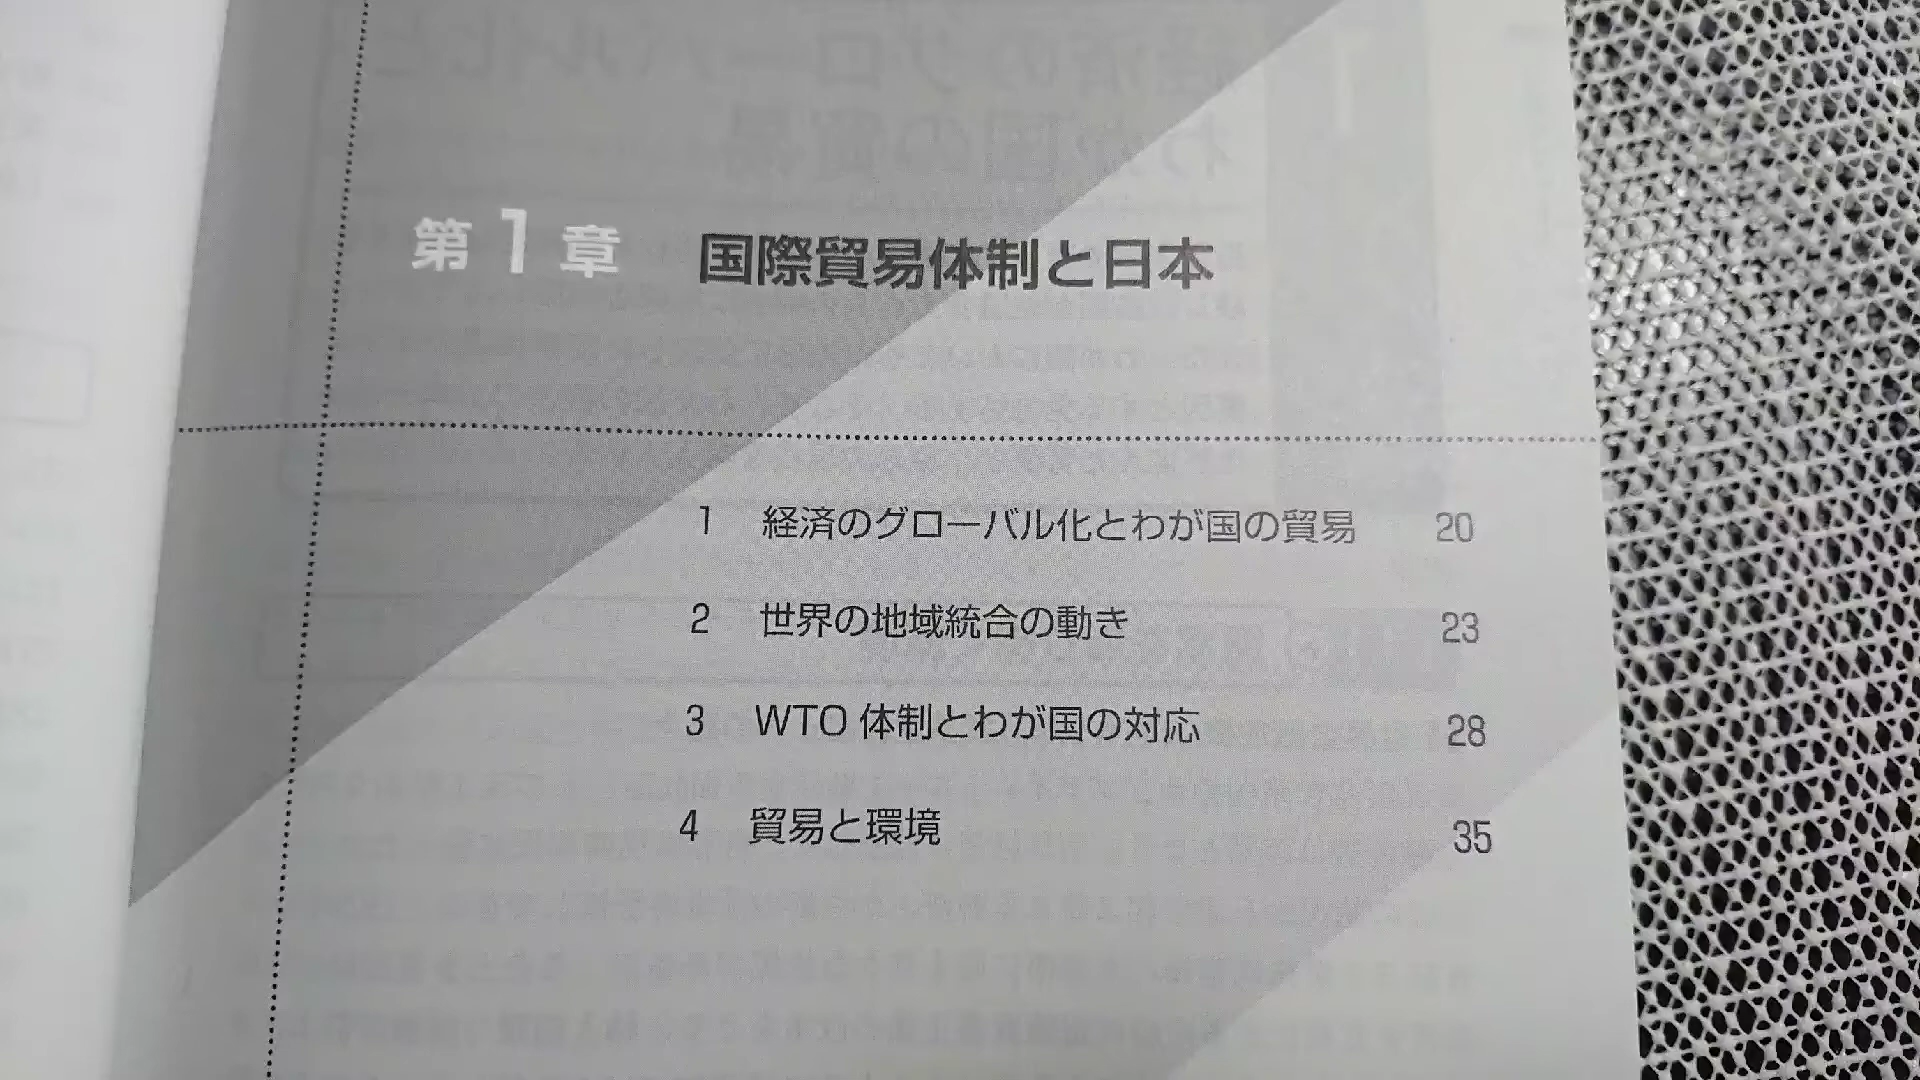 第1章 国際貿易体制と日本
1 経済のグローバル化とわが国の貿易 20
2 世界の地域統合の動き 23
3 WTO 体制とわが国の対応 28
4 貿易と環境 35